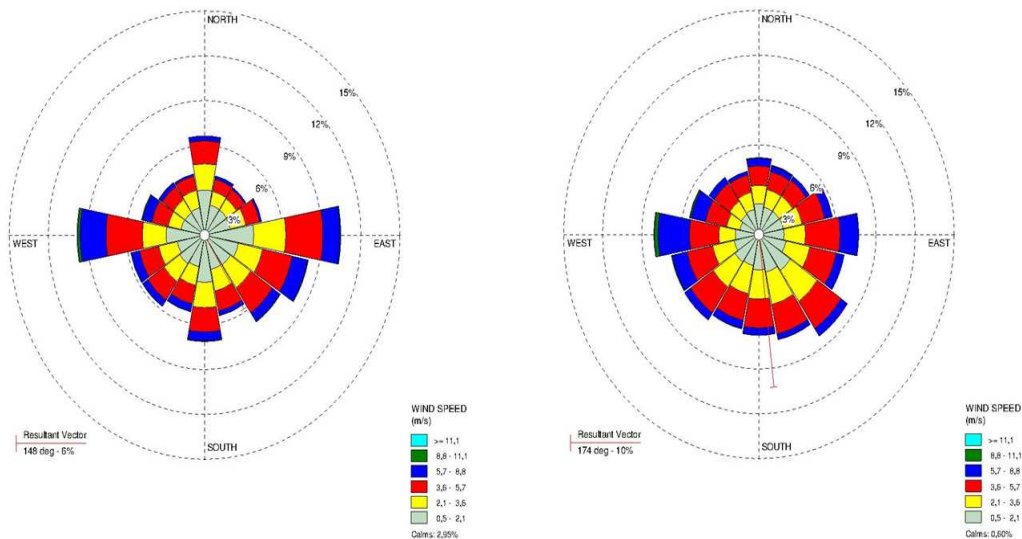 NORTH
15%
12%
9%
6%
3%
WEST
EAST
SOUTH
WIND SPEED
(m/s)
>= 11,1
8,8 - 11,1
5,7 - 8,8
3,6 - 5,7
2,1 - 3,6
0,5 - 2,1
Calms: 2,95%
Resultant Vector
148 deg - 6%
NORTH
15%
12%
9%
6%
3%
WEST
EAST
SOUTH
WIND SPEED
(m/s)
>= 11,1
8,8 - 11,1
5,7 - 8,8
3,6 - 5,7
2,1 - 3,6
0,5 - 2,1
Calms: 0,60%
Resultant Vector
174 deg - 10%